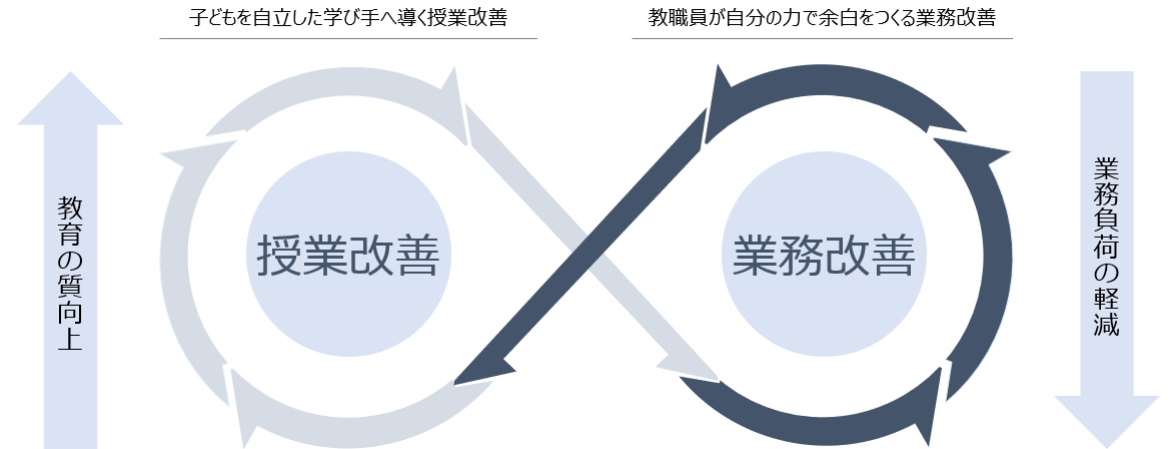 子どもを自立した学び手へ導く授業改善
教職員が自分の力で余白をつくる業務改善
教育の質向上
授業改善
業務改善
業務負荷の軽減